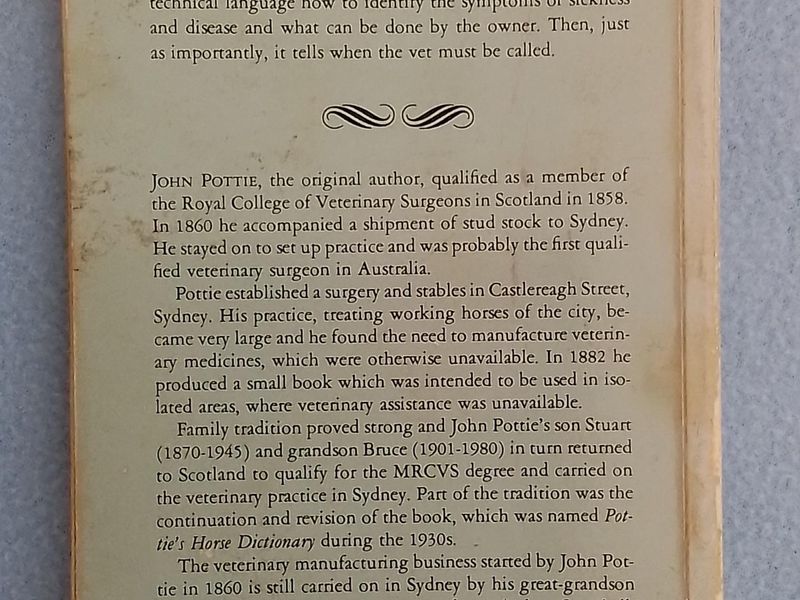 technical language how to identify the symptoms of sickness
and disease and what can be done by the owner. Then, just
as importantly, it tells when the vet must be called.
JOHN POTTIE, the original author, qualified as a member of
the Royal College of Veterinary Surgeons in Scotland in 1858.
In 1860 he accompanied a shipment of stud stock to Sydney.
He stayed on to set up practice and was probably the first quali-
fied veterinary surgeon in Australia.
Pottie established a surgery and stables in Castlereagh Street,
Sydney. His practice, treating working horses of the city, be-
came very large and he found the need to manufacture veterin-
ary medicines, which were otherwise unavailable. In 1882 he
produced a small book which was intended to be used in iso-
lated areas, where veterinary assistance was unavailable.
Family tradition proved strong and John Pottie's son Stuart
(1870-1945) and grandson Bruce (1901-1980) in turn returned
to Scotland to qualify for the MRCVS degree and carried on
the veterinary practice in Sydney. Part of the tradition was the
continuation and revision of the book, which was named Pot-
tie's Horse Dictionary during the 1930s.
The veterinary manufacturing business started by John Pot-
tie in 1860 is still carried on in Sydney by his great-grandson